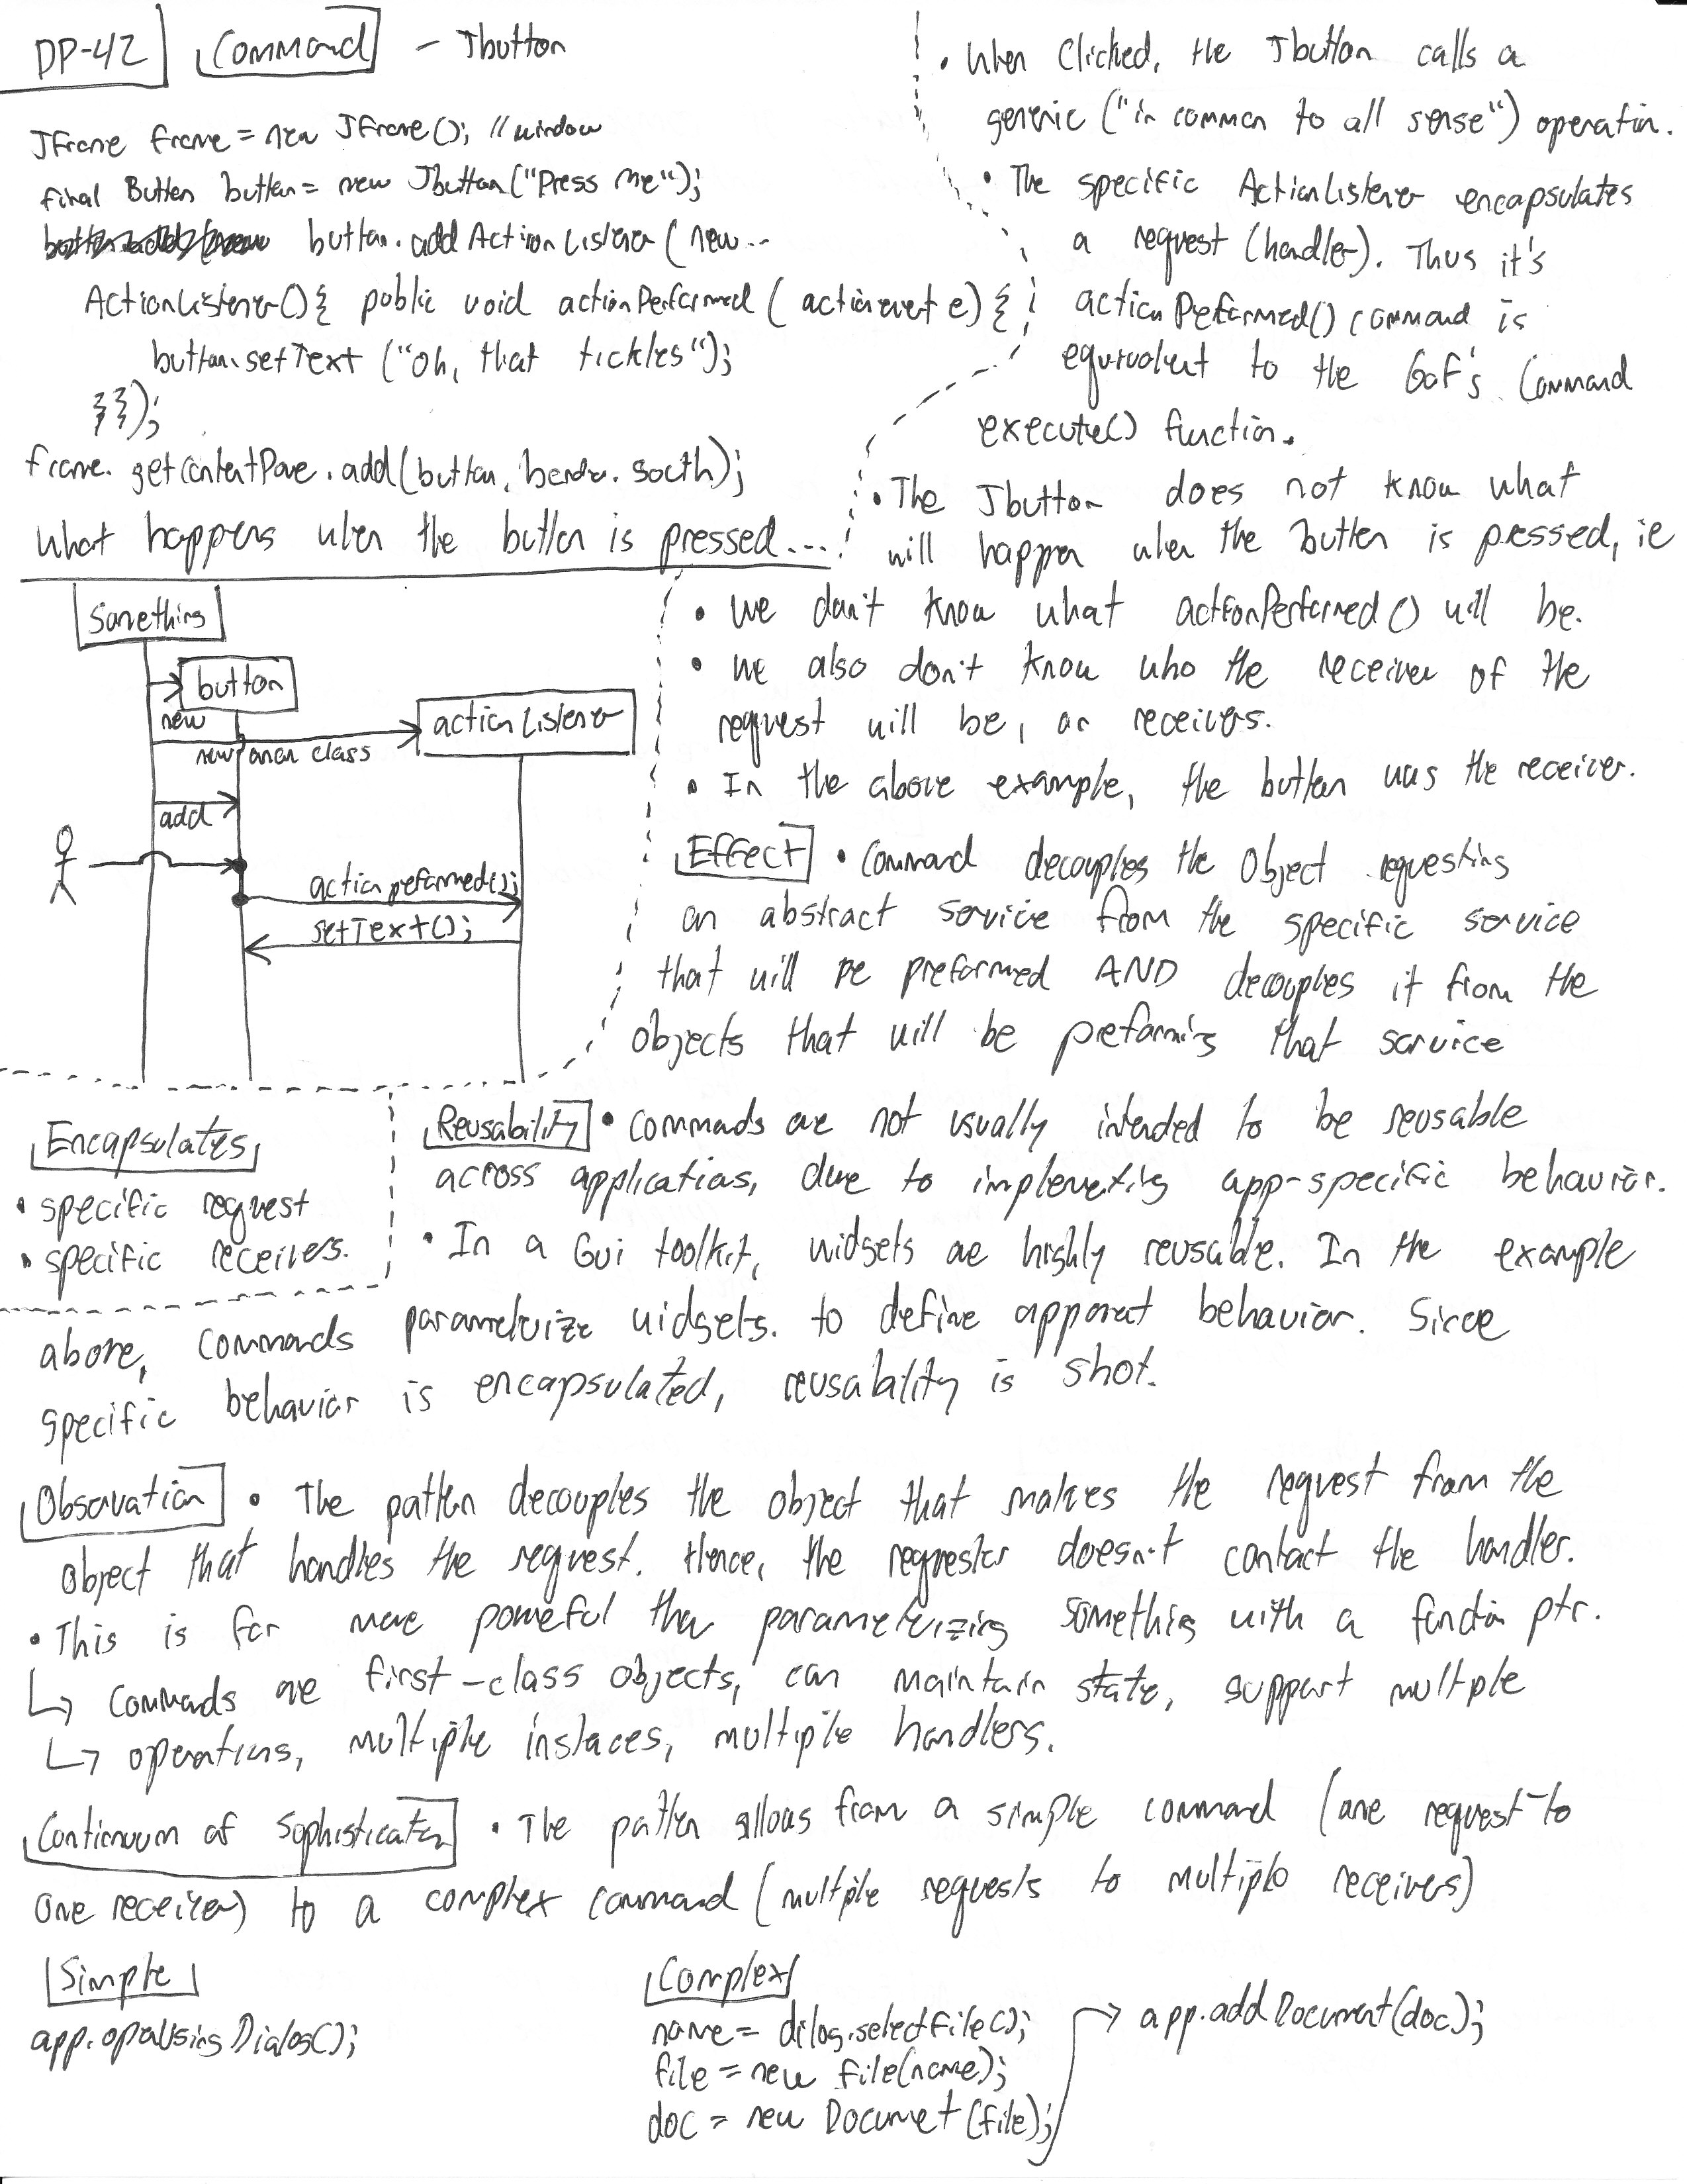 DP-42 Command - Jbutton
JFrame frame = new JFrame(); //window
final Button button = new Jbutton("Press Me");
button.addActionListener(new...
ActionListener(){ public void actionPerformed(actionevet e){
button.setText("Oh, that tickles");
}});
frame.getContentPane.add(button, border.south);
What happens when the button is pressed...
Something
button
new
actionListener
new anon class
add
action peformed();
setText();
• When Clicked, the Jbutton calls a
generic ("in common to all sense") operatin.
• The specific ActionListener encapsulates
a request (handler). Thus it's
actionPeformed() command is
equivalent to the GoF's Command
execute() function.
• The Jbutton does not know what
will happen when the button is pressed, ie
• we don't know what actionPerformed() will be.
• we also don't know who the receiver of the
request will be, or receivers.
• In the above example, the button was the receiver.
Effect • Command decouples the Object requesting
an abstract service from the specific service
that will be preformed AND decouples it from the
objects that will be preforming that service
Encapsulates
• specific request
• specific receivers.
Reusability • Commands are not usually intended to be reusable
across applications, due to implementing app-specific behavior.
• In a Gui toolkit, widgets are highly reusable. In the example
above, commands parameterize widgets. to define apparent behavior. Since
specific behavior is encapsulated, reusability is shot.
Observation • The pattern decouples the object that makes the request from the
object that handles the request. Hence, the requester doesn't contact the handler.
• This is far more powerful than parameterizing something with a function ptr.
↳ Commands are first-class objects, can maintain state, support multple
↳ operations, multiple instaces, multiple handlers.
Continuum of Sophistication • The pattern allows from a simple command (one request to
one receiver) to a complex command (multiple requests to multiple receivers)
Simple
app.openUsingDialog();
Complex
name = dilog.selectFile();
file = new File(name);
doc = new Documet(file);
→ app.addDocument(doc);